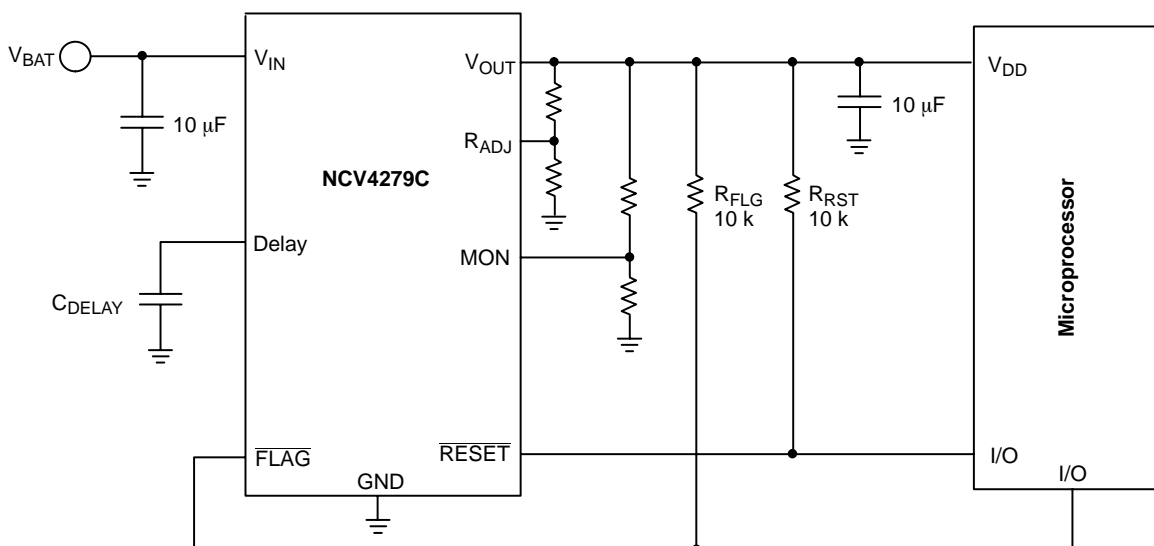 V_BAT
V_IN
V_OUT
V_DD
10 μF
10 μF
R_ADJ
NCV4279C
R_FLG
10 k
R_RST
10 k
Microprocessor
Delay
MON
C_DELAY
FLAG
RESET
I/O
GND
I/O